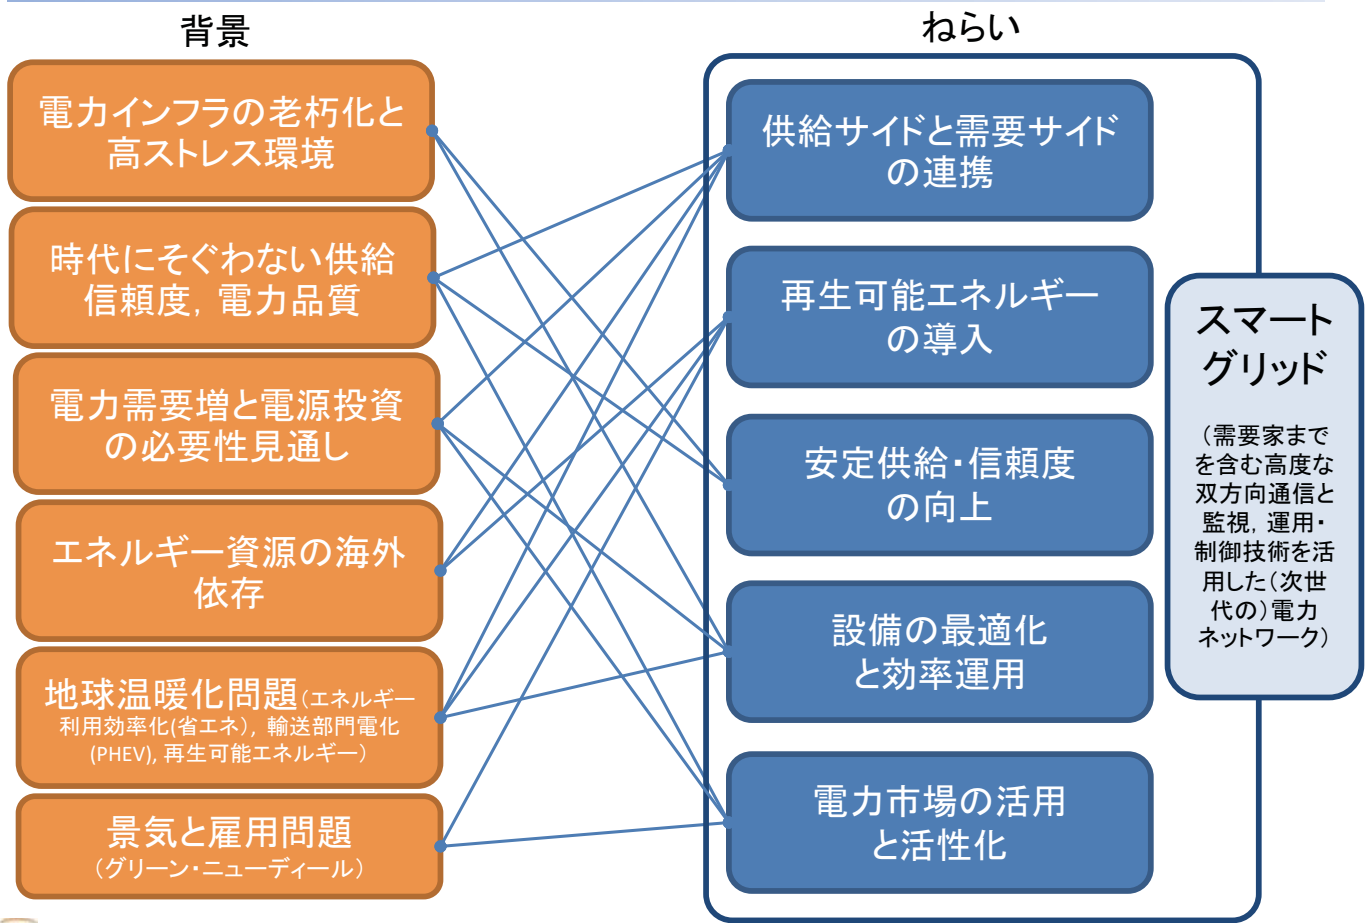 背景
電力インフラの老朽化と
高ストレス環境
時代にそぐわない供給
信頼度, 電力品質
電力需要増と電源投資
の必要性見通し
エネルギー資源の海外
依存
地球温暖化問題(エネルギー
利用効率化(省エネ), 輸送部門電化
(PHEV), 再生可能エネルギー)
景気と雇用問題
(グリーン・ニューディール)
ねらい
供給サイドと需要サイド
の連携
再生可能エネルギー
の導入
安定供給・信頼度
の向上
設備の最適化
と効率運用
電力市場の活用
と活性化
スマート
グリッド
(需要家まで
を含む高度な
双方向通信と
監視, 運用・
制御技術を活
用した(次世
代の)電力
ネットワーク)